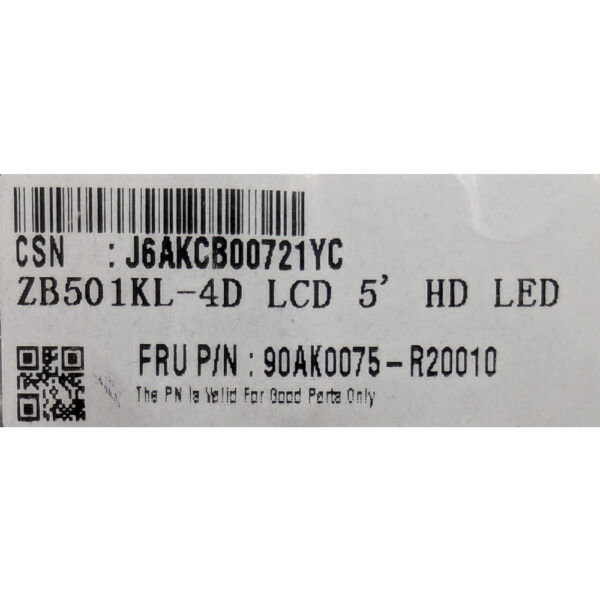 CSN : J6AKCB00721YC
ZB501KL-4D LCD 5' HD LED
FRU P/N : 90AK0075-R20010
The PN is Valid For Good Parts Only